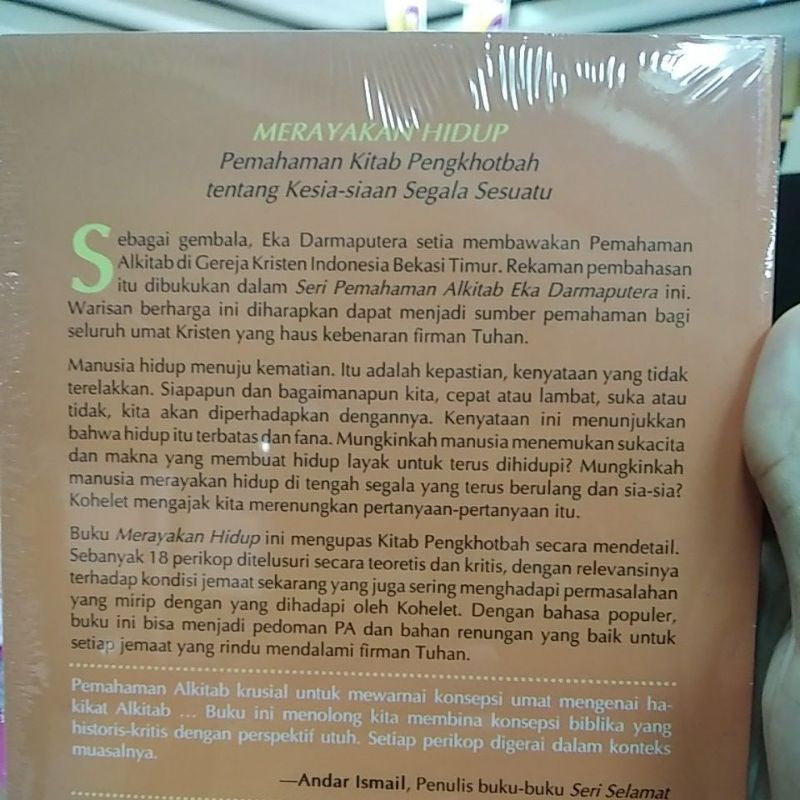 MERAYAKAN HIDUP
Pemahaman Kitab Pengkhotbah
tentang Kesia-siaan Segala Sesuatu
Sebagai gembala, Eka Darmaputera setia membawakan Pemahaman
Alkitab di Gereja Kristen Indonesia Bekasi Timur. Rekaman pembahasan
itu dibukukan dalam Seri Pemahaman Alkitab Eka Darmaputera ini.
Warisan berharga ini diharapkan dapat menjadi sumber pemahaman bagi
seluruh umat Kristen yang haus kebenaran firman Tuhan.
Manusia hidup menuju kematian. Itu adalah kepastian, kenyataan yang tidak
terelakkan. Siapapun dan bagaimanapun kita, cepat atau lambat, suka atau
tidak, kita akan diperhadapkan dengannya. Kenyataan ini menunjukkan
bahwa hidup itu terbatas dan fana. Mungkinkah manusia menemukan sukacita
dan makna yang membuat hidup layak untuk terus dihidupi? Mungkinkah
manusia merayakan hidup di tengah segala yang terus berulang dan sia-sia?
Kohelet mengajak kita merenungkan pertanyaan-pertanyaan itu.
Buku Merayakan Hidup ini mengupas Kitab Pengkhotbah secara mendetail.
Sebanyak 18 perikop ditelusuri secara teoretis dan kritis, dengan relevansinya
terhadap kondisi jemaat sekarang yang juga sering menghadapi permasalahan
yang mirip dengan yang dihadapi oleh Kohelet. Dengan bahasa populer,
buku ini bisa menjadi pedoman PA dan bahan renungan yang baik untuk
setiap jemaat yang rindu mendalami firman Tuhan.
Pemahaman Alkitab krusial untuk mewarnai konsepsi umat mengenai ha-
kikat Alkitab ... Buku ini menolong kita membina konsepsi biblika yang
historis-kritis dengan perspektif utuh. Setiap perikop digerai dalam konteks
muasalnya.
—Andar Ismail, Penulis buku-buku Seri Selamat